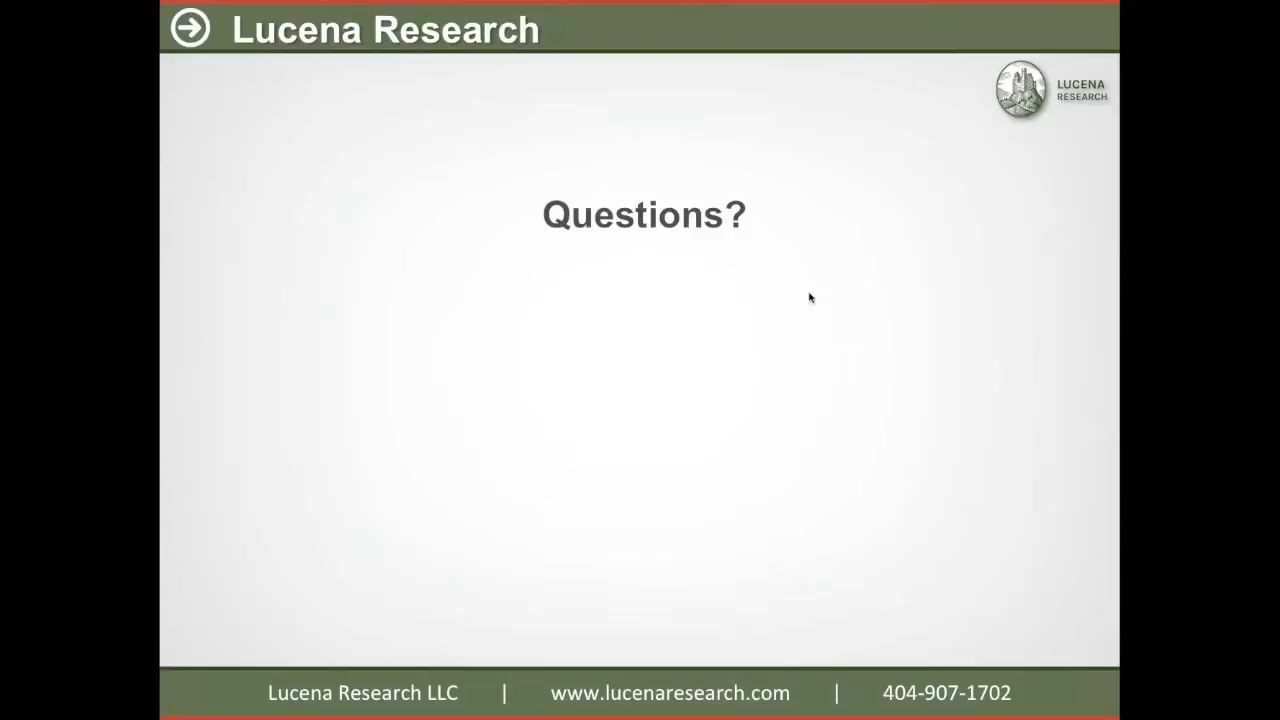 Lucena Research
LUCENA
RESEARCH
Questions?
Lucena Research LLC | www.lucenaresearch.com | 404-907-1702